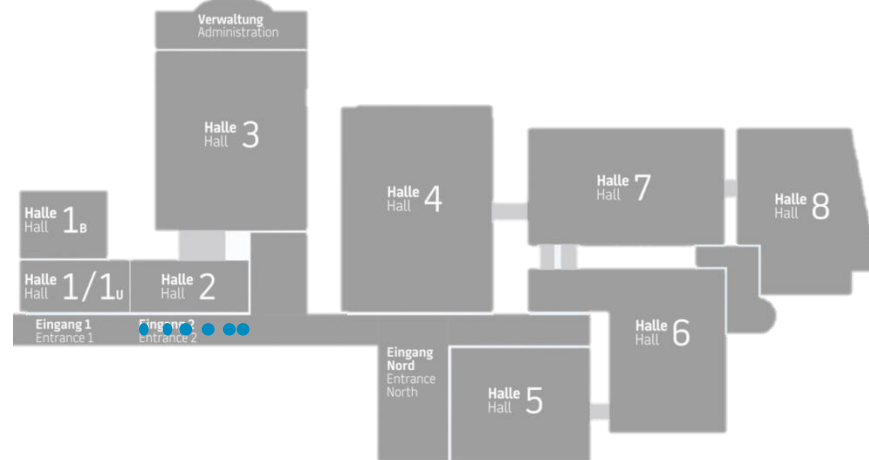 Verwaltung
Administration
Halle
Hall 3
Halle
Hall 4
Halle
Hall 7
Halle
Hall 8
Halle
Hall 1B
Halle
Hall 1/1U
Halle
Hall 2
Eingang 1
Entrance 1
Eingang 2
Entrance 2
Halle
Hall 6
Eingang
Nord
Entrance
North
Halle
Hall 5